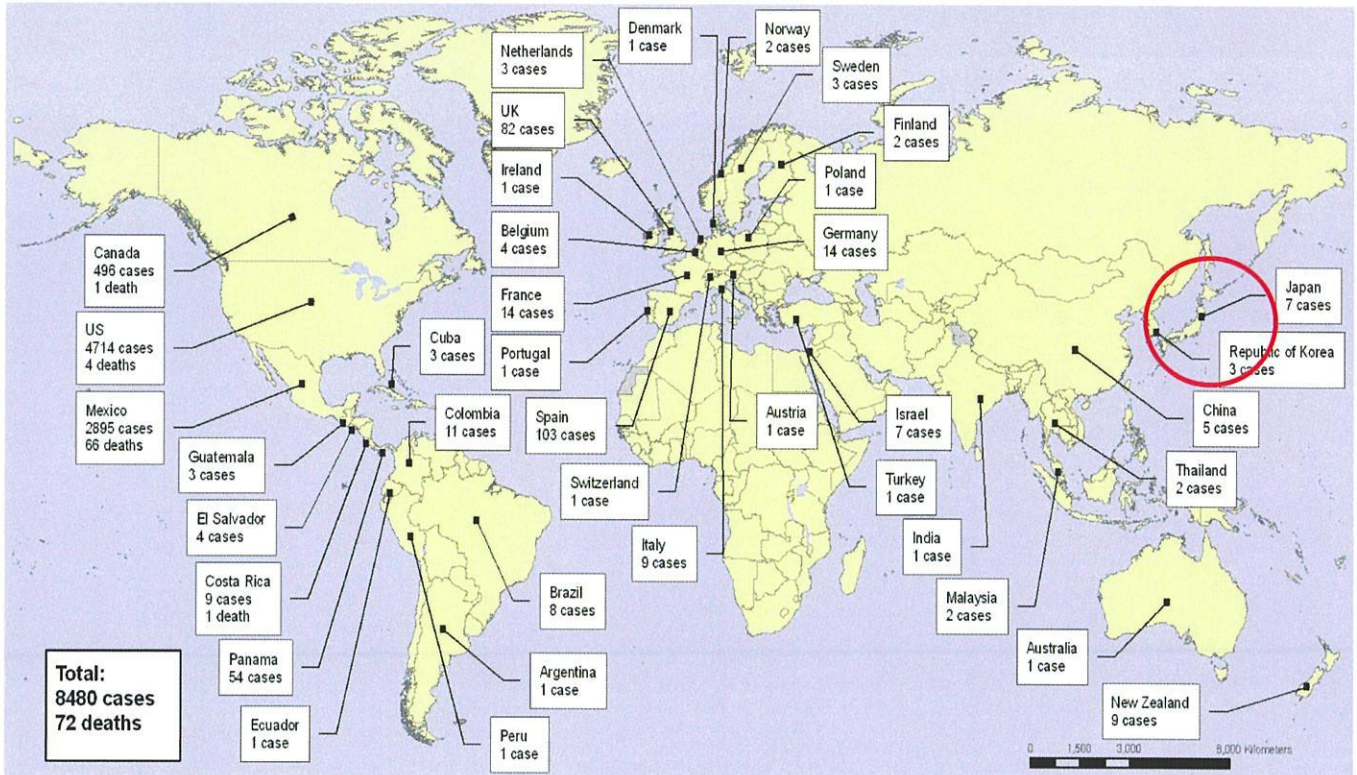 Denmark
1 case
Norway
2 cases
Netherlands
3 cases
Sweden
3 cases
UK
82 cases
Finland
2 cases
Ireland
1 case
Poland
1 case
Belgium
4 cases
Germany
14 cases
Canada
496 cases
1 death
France
14 cases
Japan
7 cases
US
4714 cases
4 deaths
Cuba
3 cases
Portugal
1 case
Republic of Korea
3 cases
Mexico
2895 cases
66 deaths
Colombia
11 cases
Spain
103 cases
Austria
1 case
Israel
7 cases
China
5 cases
Guatemala
3 cases
Switzerland
1 case
Turkey
1 case
Thailand
2 cases
El Salvador
4 cases
Italy
9 cases
India
1 case
Costa Rica
9 cases
1 death
Brazil
8 cases
Malaysia
2 cases
Panama
54 cases
Argentina
1 case
Australia
1 case
Total:
8480 cases
72 deaths
Ecuador
1 case
Peru
1 case
New Zealand
9 cases
0 1,500 3,000 6,000 Kilometers